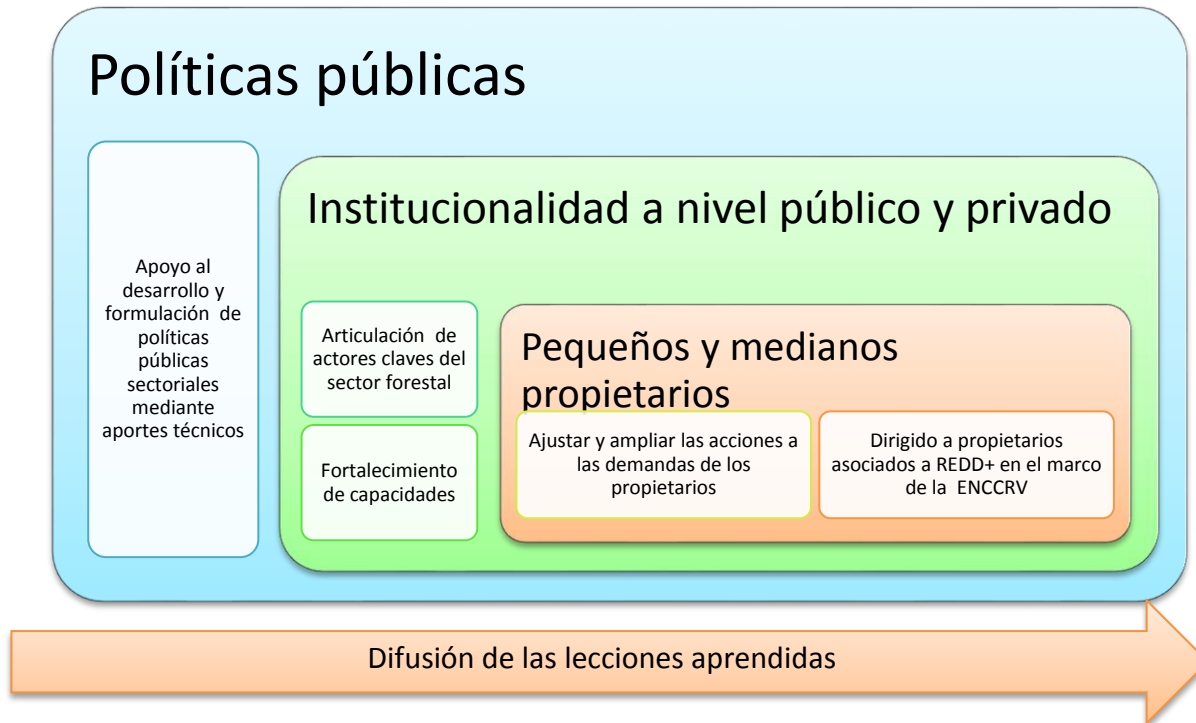 Políticas públicas
Apoyo al
desarrollo y
formulación de
políticas
públicas
sectoriales
mediante
aportes técnicos
Institucionalidad a nivel público y privado
Articulación de
actores claves del
sector forestal
Fortalecimiento
de capacidades
Pequeños y medianos
propietarios
Ajustar y ampliar las acciones a
las demandas de los
propietarios
Dirigido a propietarios
asociados a REDD+ en el marco
de la ENCCRV
Difusión de las lecciones aprendidas